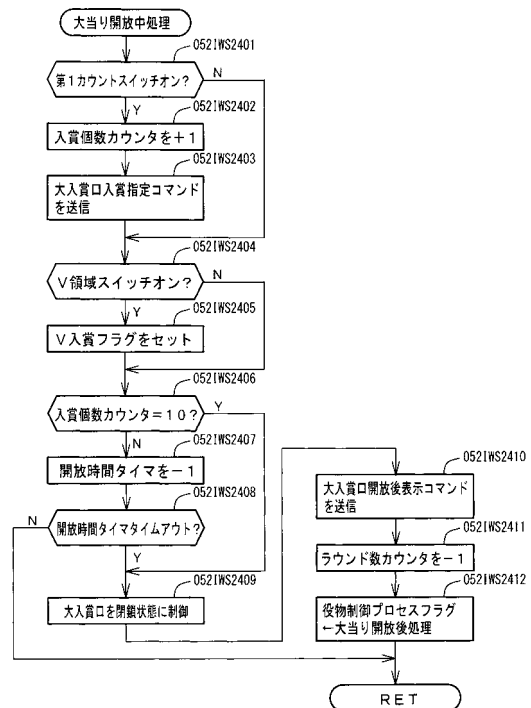 大当り開放中処理
052IWS2401
第1カウントスイッチオン?
N
Y
052IWS2402
入賞個数カウンタを+1
052IWS2403
大入賞口入賞指定コマンド
を送信
052IWS2404
V領域スイッチオン?
N
Y
052IWS2405
V入賞フラグをセット
052IWS2406
入賞個数カウンタ=10?
Y
N
052IWS2407
開放時間タイマを-1
052IWS2408
開放時間タイマタイムアウト?
N
Y
052IWS2409
大入賞口を閉鎖状態に制御
052IWS2410
大入賞口開放後表示コマンド
を送信
052IWS2411
ラウンド数カウンタを-1
052IWS2412
役物制御プロセスフラグ
←大当り開放後処理
RET